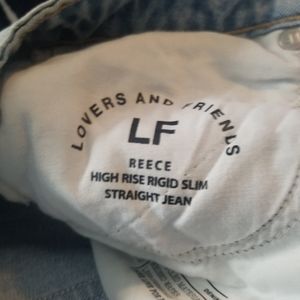 LOVERS AND FRIENDS
LF
REECE
HIGH RISE RIGID SLIM
STRAIGHT JEAN